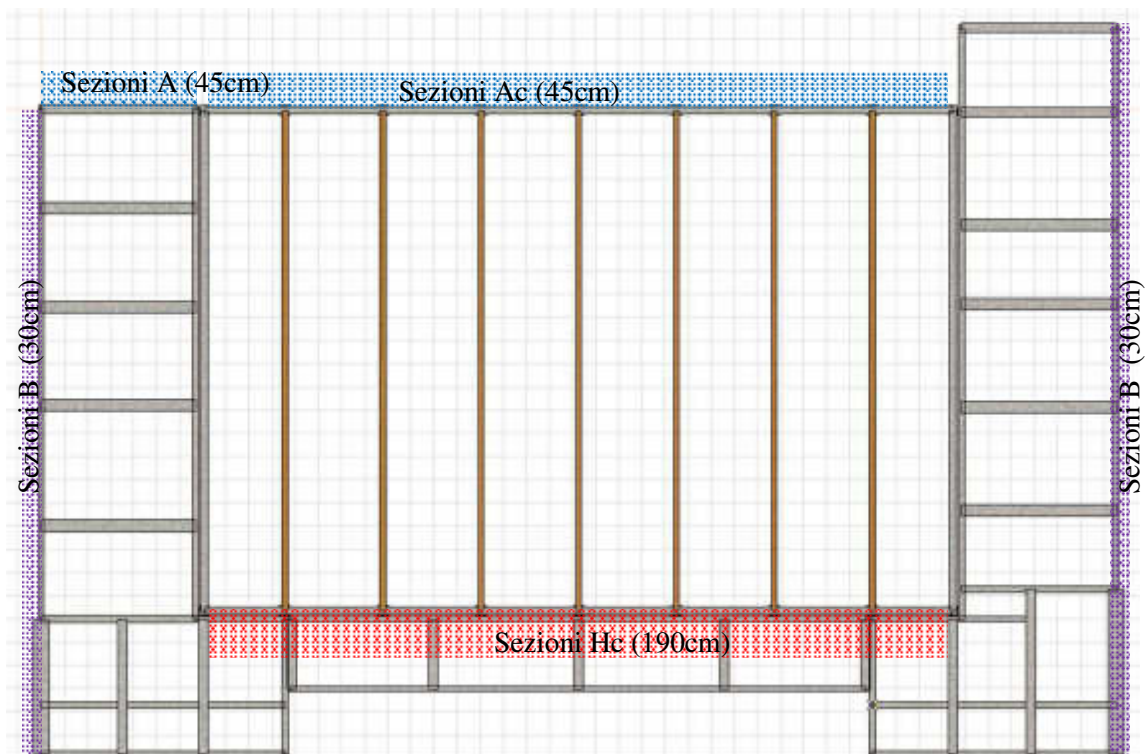 Sezioni A (45cm)
Sezioni Ac (45cm)
Sezioni B (30cm)
Sezioni B (30cm)
Sezioni Hc (190cm)